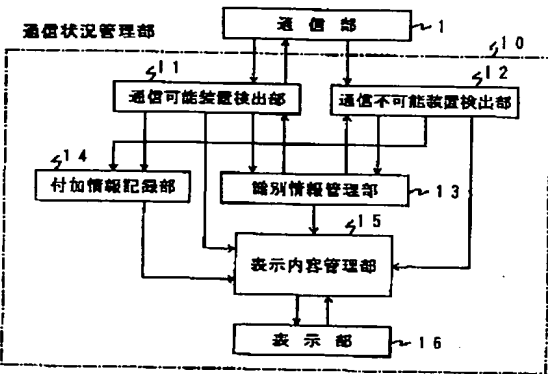 通信状況管理部
通信部
1
10
11
通信可能装置検出部
12
通信不可能装置検出部
14
付加情報記録部
識別情報管理部
13
15
表示内容管理部
表示部
16